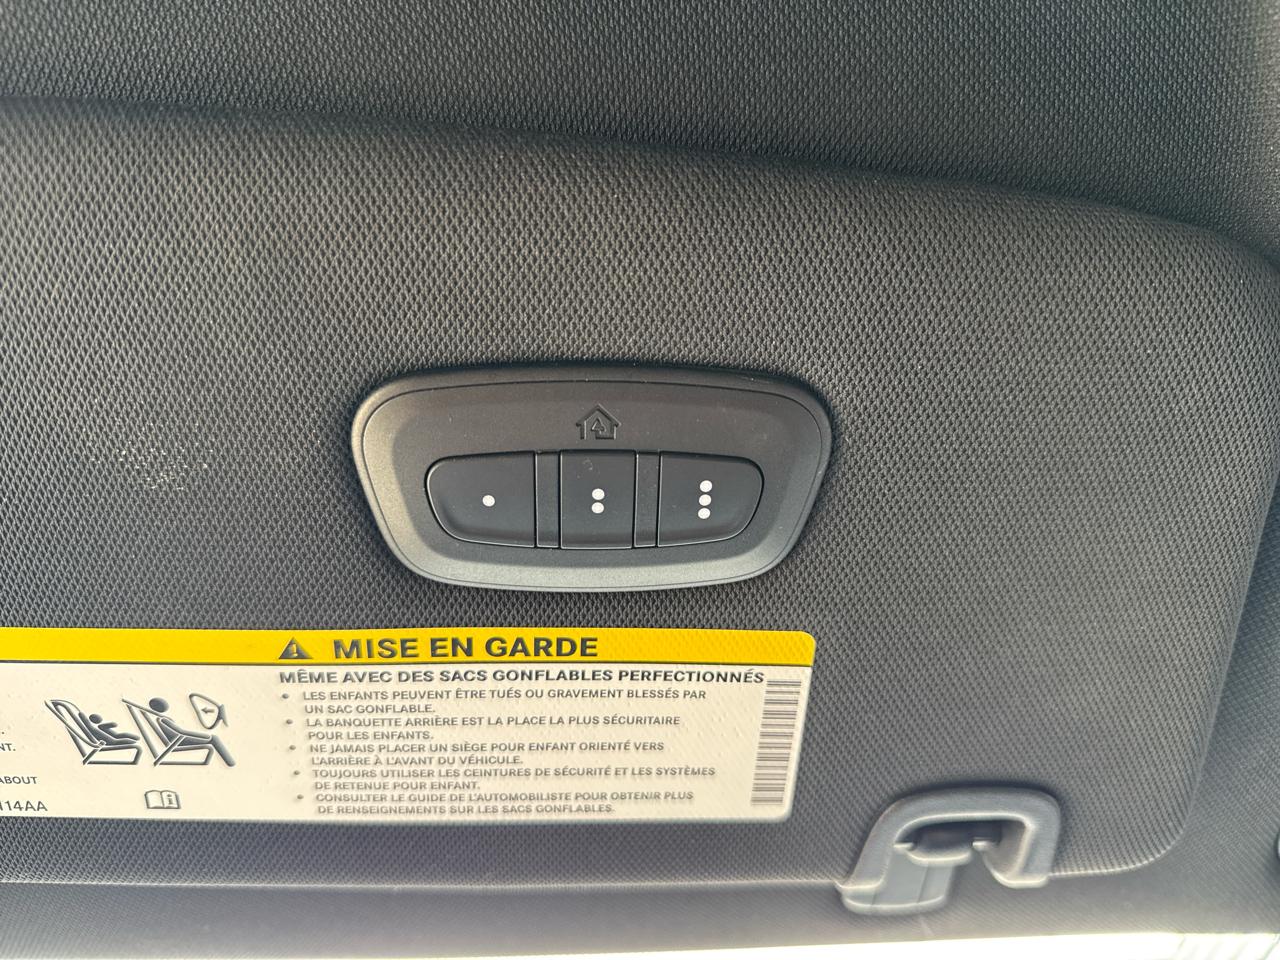 MISE EN GARDE
MÊME AVEC DES SACS GONFLABLES PERFECTIONNÉS
• LES ENFANTS PEUVENT ÊTRE TUÉS OU GRAVEMENT BLESSÉS PAR
UN SAC GONFLABLE.
• LA BANQUETTE ARRIÈRE EST LA PLACE LA PLUS SÉCURITAIRE
POUR LES ENFANTS.
• NE JAMAIS PLACER UN SIÈGE POUR ENFANT ORIENTÉ VERS
L'ARRIÈRE À L'AVANT DU VÉHICULE.
• TOUJOURS UTILISER LES CEINTURES DE SÉCURITÉ ET LES SYSTÈMES
DE RETENUE POUR ENFANT.
• CONSULTER LE GUIDE DE L'AUTOMOBILISTE POUR OBTENIR PLUS
DE RENSEIGNEMENTS SUR LES SACS GONFLABLES.
NT.
ABOUT
14AA